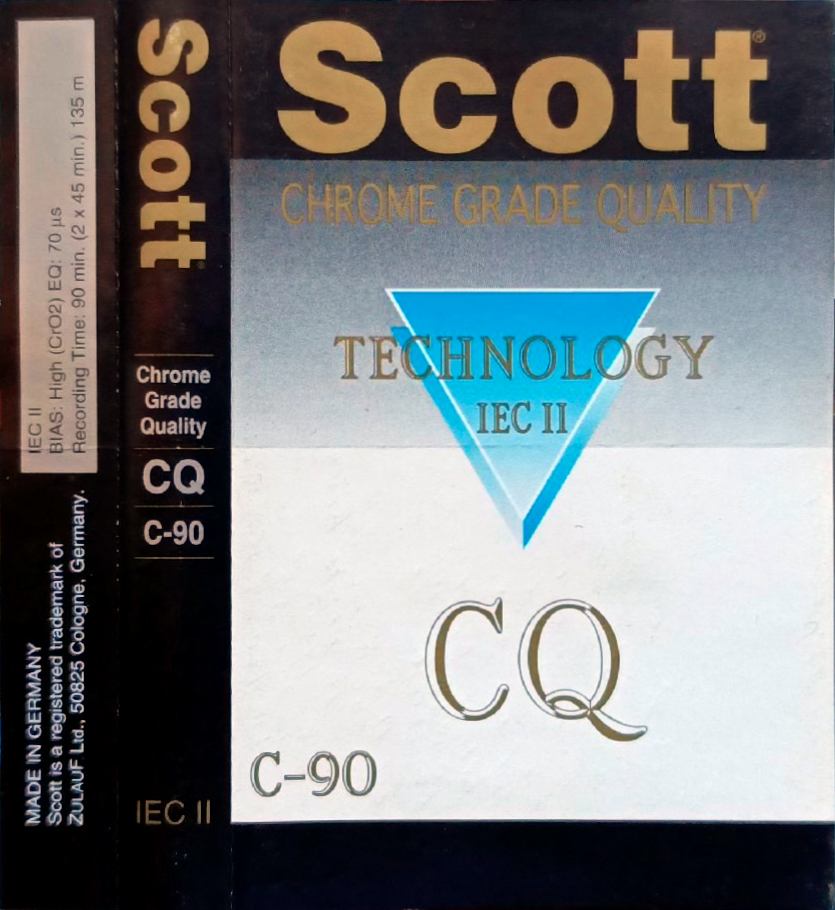 IEC II
BIAS: High (CrO2) EQ: 70 µs
Recording Time: 90 min. (2 x 45 min.) 135 m
MADE IN GERMANY
Scott is a registered trademark of
ZULAUF Ltd., 50825 Cologne, Germany.
Scott
Chrome
Grade
Quality
CQ
C-90
IEC II
Scott®
CHROME GRADE QUALITY
TECHNOLOGY
IEC II
CQ
C-90